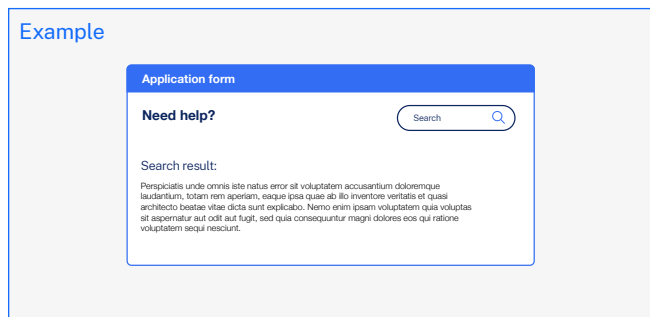 Example
Application form
Need help?
Search
Search result:
Perspiciatis unde omnis iste natus error sit voluptatem accusantium doloremque
laudantium, totam rem aperiam, eaque ipsa quae ab illo inventore veritatis et quasi
architecto beatae vitae dicta sunt explicabo. Nemo enim ipsam voluptatem quia voluptas
sit aspernatur aut odit aut fugit, sed quia consequuntur magni dolores eos qui ratione
voluptatem sequi nesciunt.